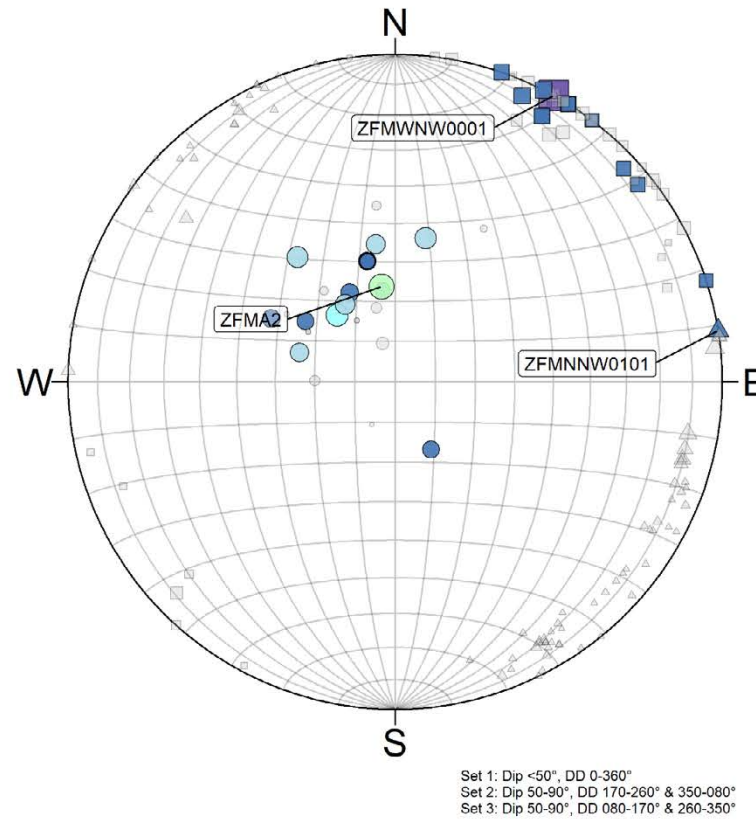 N
ZFMWNW0001
ZFMA2
ZFMNNW0101
W
E
S
Set 1: Dip <50°, DD 0-360°
Set 2: Dip 50-90°, DD 170-260° & 350-080°
Set 3: Dip 50-90°, DD 080-170° & 260-350°